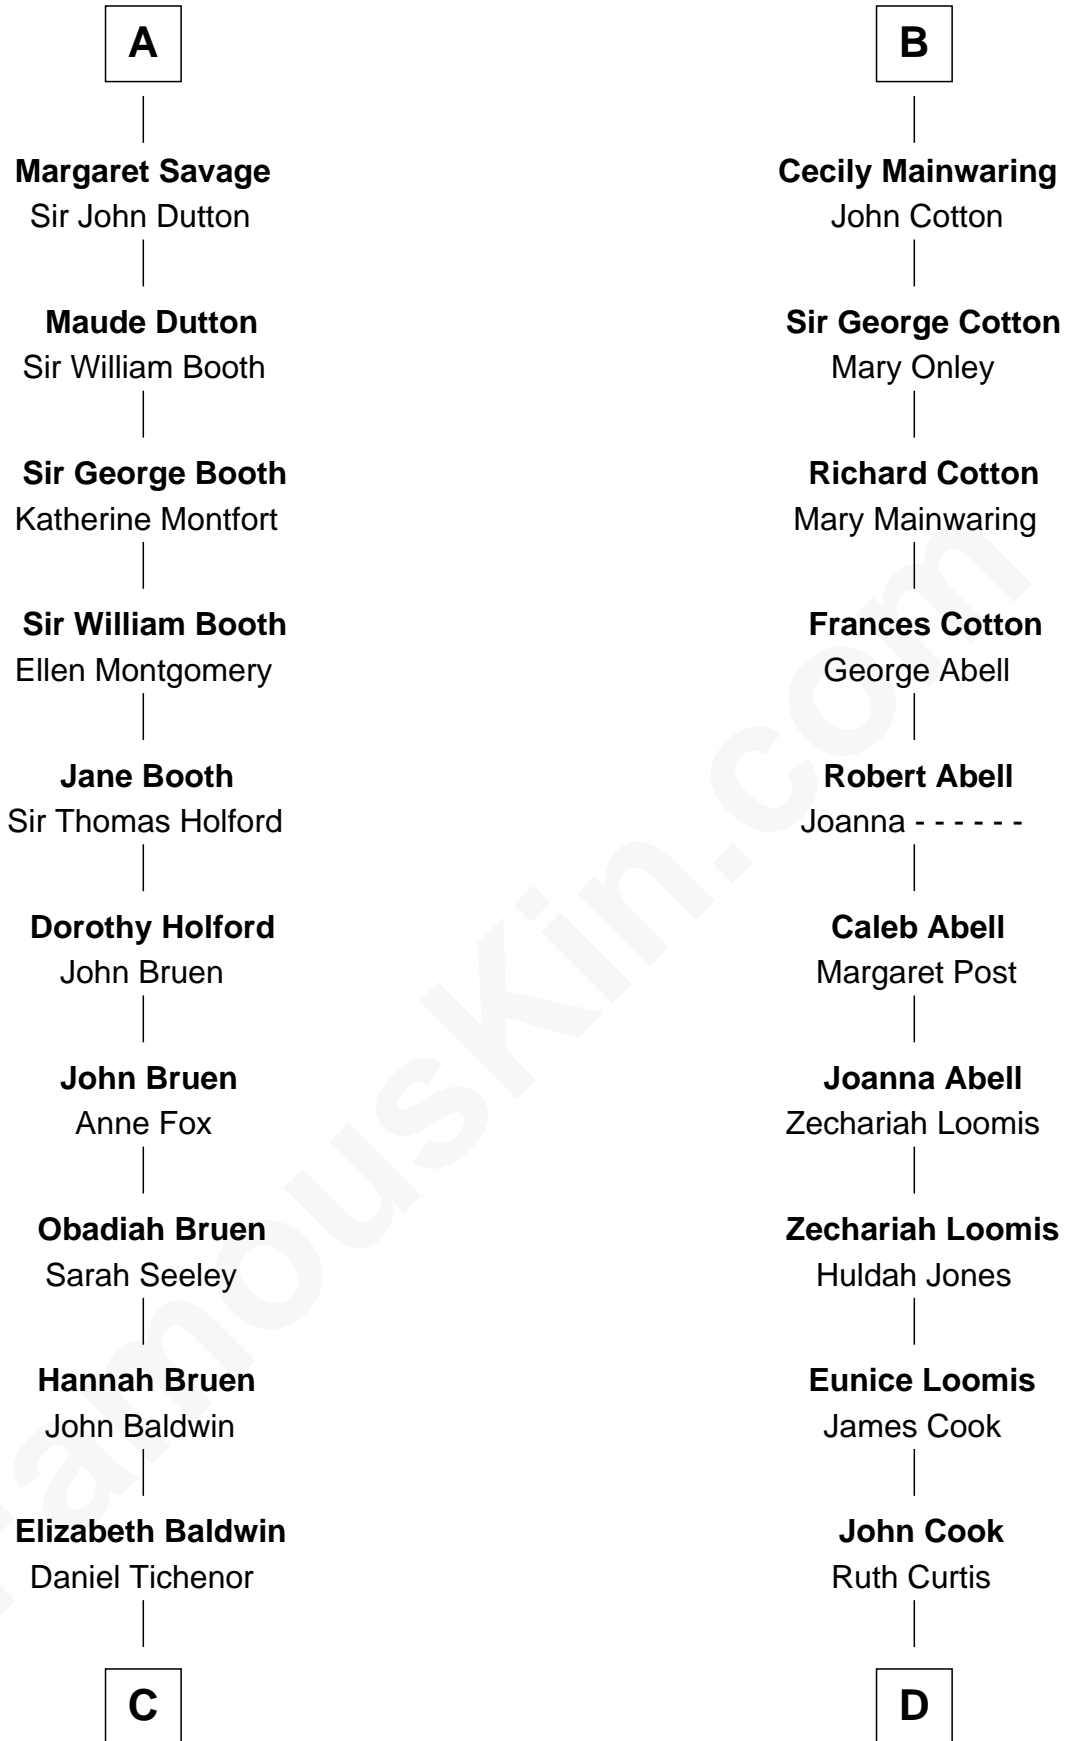 A
Margaret Savage
Sir John Dutton
Maude Dutton
Sir William Booth
Sir George Booth
Katherine Montfort
Sir William Booth
Ellen Montgomery
Jane Booth
Sir Thomas Holford
Dorothy Holford
John Bruen
John Bruen
Anne Fox
Obadiah Bruen
Sarah Seeley
Hannah Bruen
John Baldwin
Elizabeth Baldwin
Daniel Tichenor
C
B
Cecily Mainwaring
John Cotton
Sir George Cotton
Mary Onley
Richard Cotton
Mary Mainwaring
Frances Cotton
George Abell
Robert Abell
Joanna - - - - - -
Caleb Abell
Margaret Post
Joanna Abell
Zechariah Loomis
Zechariah Loomis
Huldah Jones
Eunice Loomis
James Cook
John Cook
Ruth Curtis
D
FamousKin.com